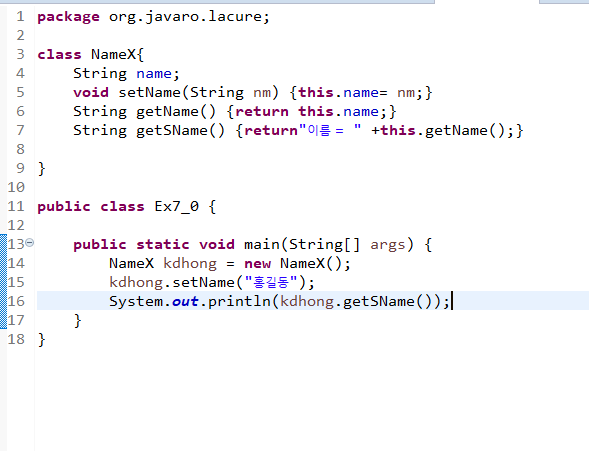 1 package org.javaro.lacure;
2
3 class NameX{
4     String name;
5     void setName(String nm) {this.name= nm;}
6     String getName() {return this.name;}
7     String getSName() {return"이름 = " +this.getName();}
8
9 }
10
11 public class Ex7_0 {
12
13     public static void main(String[] args) {
14         NameX kdhong = new NameX();
15         kdhong.setName("홍길동");
16         System.out.println(kdhong.getSName());
17     }
18 }